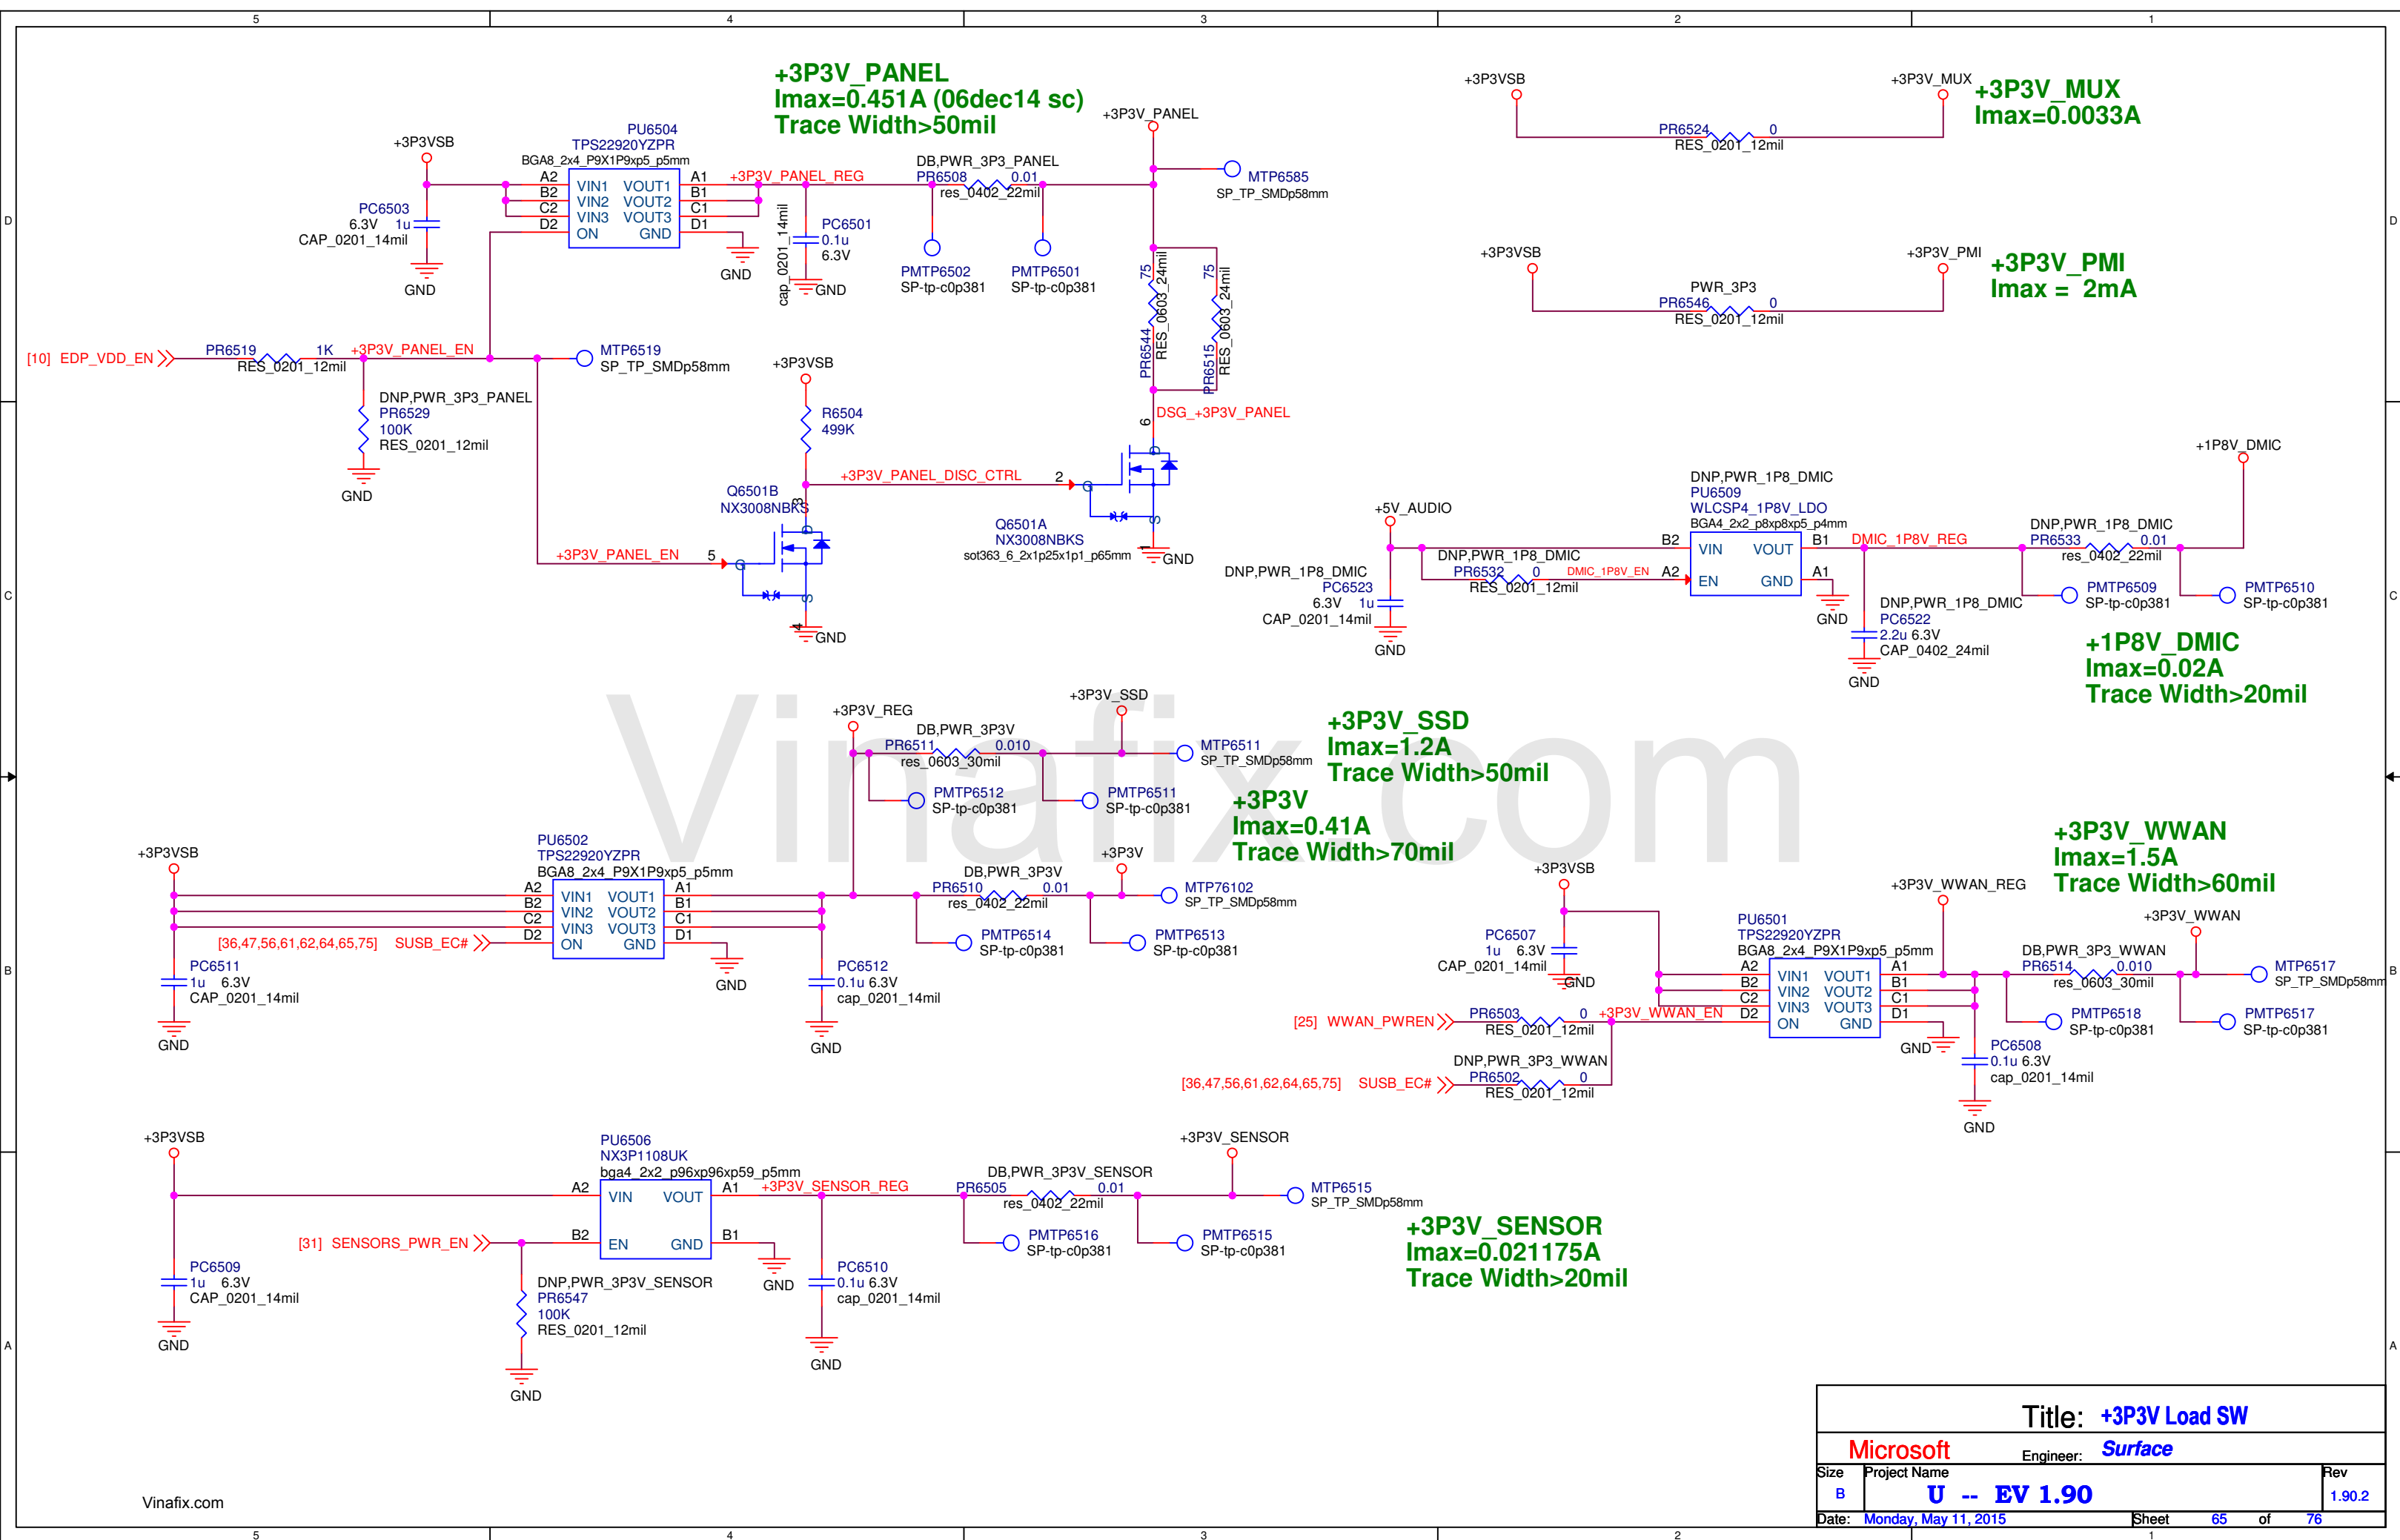 5 4 3 2 1
+3P3V_PANEL
Imax=0.451A (06dec14 sc)
Trace Width>50mil
+3P3VSB
PU6504
TPS22920YZPR
BGA8_2x4_P9X1P9xp5_p5mm
A2 VIN1 VOUT1 A1
B2 VIN2 VOUT2 B1
C2 VIN3 VOUT3 C1
D2 ON GND D1
PC6503
6.3V 1u
CAP_0201_14mil
GND
GND
+3P3V_PANEL_REG
cap_0201_14mil
PC6501
0.1u
6.3V
GND
DB,PWR_3P3_PANEL
PR6508 0.01
res_0402_22mil
PMTP6502
SP-tp-c0p381
PMTP6501
SP-tp-c0p381
+3P3V_PANEL
MTP6585
SP_TP_SMDp58mm
PR6544 75
RES_0603_24mil
PR6515 75
RES_0603_24mil
DSG_+3P3V_PANEL
[10] EDP_VDD_EN
PR6519 1K
RES_0201_12mil
+3P3V_PANEL_EN
MTP6519
SP_TP_SMDp58mm
DNP,PWR_3P3_PANEL
PR6529
100K
RES_0201_12mil
GND
+3P3VSB
R6504
499K
+3P3V_PANEL_DISC_CTRL
2 G D S 6 1
Q6501A
NX3008NBKS
sot363_6_2x1p25x1p1_p65mm
GND
Q6501B
NX3008NBKS
+3P3V_PANEL_EN
5 G D S 3 4
GND
+3P3VSB
PR6524 0
RES_0201_12mil
+3P3V_MUX
+3P3V_MUX
Imax=0.0033A
+3P3VSB
PWR_3P3
PR6546 0
RES_0201_12mil
+3P3V_PMI
+3P3V_PMI
Imax = 2mA
+5V_AUDIO
DNP,PWR_1P8_DMIC
PC6523
6.3V 1u
CAP_0201_14mil
GND
DNP,PWR_1P8_DMIC
PR6532 0
RES_0201_12mil
DMIC_1P8V_EN
DNP,PWR_1P8_DMIC
PU6509
WLCSP4_1P8V_LDO
BGA4_2x2_p8xp8xp5_p4mm
B2 VIN VOUT B1
A2 EN GND A1
GND
DMIC_1P8V_REG
DNP,PWR_1P8_DMIC
PC6522
2.2u 6.3V
CAP_0402_24mil
GND
DNP,PWR_1P8_DMIC
PR6533 0.01
res_0402_22mil
PMTP6509
SP-tp-c0p381
PMTP6510
SP-tp-c0p381
+1P8V_DMIC
+1P8V_DMIC
Imax=0.02A
Trace Width>20mil
Vinafix.com
+3P3V_REG
DB,PWR_3P3V
PR6511 0.010
res_0603_30mil
PMTP6512
SP-tp-c0p381
PMTP6511
SP-tp-c0p381
+3P3V_SSD
MTP6511
SP_TP_SMDp58mm
+3P3V_SSD
Imax=1.2A
Trace Width>50mil
+3P3V
Imax=0.41A
Trace Width>70mil
+3P3VSB
PU6502
TPS22920YZPR
BGA8_2x4_P9X1P9xp5_p5mm
A2 VIN1 VOUT1 A1
B2 VIN2 VOUT2 B1
C2 VIN3 VOUT3 C1
D2 ON GND D1
[36,47,56,61,62,64,65,75] SUSB_EC#
PC6511
1u 6.3V
CAP_0201_14mil
GND
GND
PC6512
0.1u 6.3V
cap_0201_14mil
GND
DB,PWR_3P3V
PR6510 0.01
res_0402_22mil
+3P3V
MTP76102
SP_TP_SMDp58mm
PMTP6514
SP-tp-c0p381
PMTP6513
SP-tp-c0p381
+3P3V_WWAN
Imax=1.5A
Trace Width>60mil
+3P3VSB
PC6507
1u 6.3V
CAP_0201_14mil
GND
PU6501
TPS22920YZPR
BGA8_2x4_P9X1P9xp5_p5mm
A2 VIN1 VOUT1 A1
B2 VIN2 VOUT2 B1
C2 VIN3 VOUT3 C1
D2 ON GND D1
[25] WWAN_PWREN
PR6503 0
RES_0201_12mil
+3P3V_WWAN_EN
DNP,PWR_3P3_WWAN
[36,47,56,61,62,64,65,75] SUSB_EC#
PR6502 0
RES_0201_12mil
GND
+3P3V_WWAN_REG
PC6508
0.1u 6.3V
cap_0201_14mil
GND
DB,PWR_3P3_WWAN
PR6514 0.010
res_0603_30mil
+3P3V_WWAN
MTP6517
SP_TP_SMDp58mm
PMTP6518
SP-tp-c0p381
PMTP6517
SP-tp-c0p381
+3P3VSB
PU6506
NX3P1108UK
bga4_2x2_p96xp96xp59_p5mm
A2 VIN VOUT A1
B2 EN GND B1
[31] SENSORS_PWR_EN
PC6509
1u 6.3V
CAP_0201_14mil
GND
DNP,PWR_3P3V_SENSOR
PR6547
100K
RES_0201_12mil
GND
GND
+3P3V_SENSOR_REG
PC6510
0.1u 6.3V
cap_0201_14mil
GND
DB,PWR_3P3V_SENSOR
PR6505 0.01
res_0402_22mil
PMTP6516
SP-tp-c0p381
PMTP6515
SP-tp-c0p381
+3P3V_SENSOR
MTP6515
SP_TP_SMDp58mm
+3P3V_SENSOR
Imax=0.021175A
Trace Width>20mil
D C B A
D C B A
Title: +3P3V Load SW
Microsoft Engineer: Surface
Size Project Name Rev
B U -- EV 1.90 1.90.2
Date: Monday, May 11, 2015 Sheet 65 of 76
Vinafix.com
5 4 3 2 1